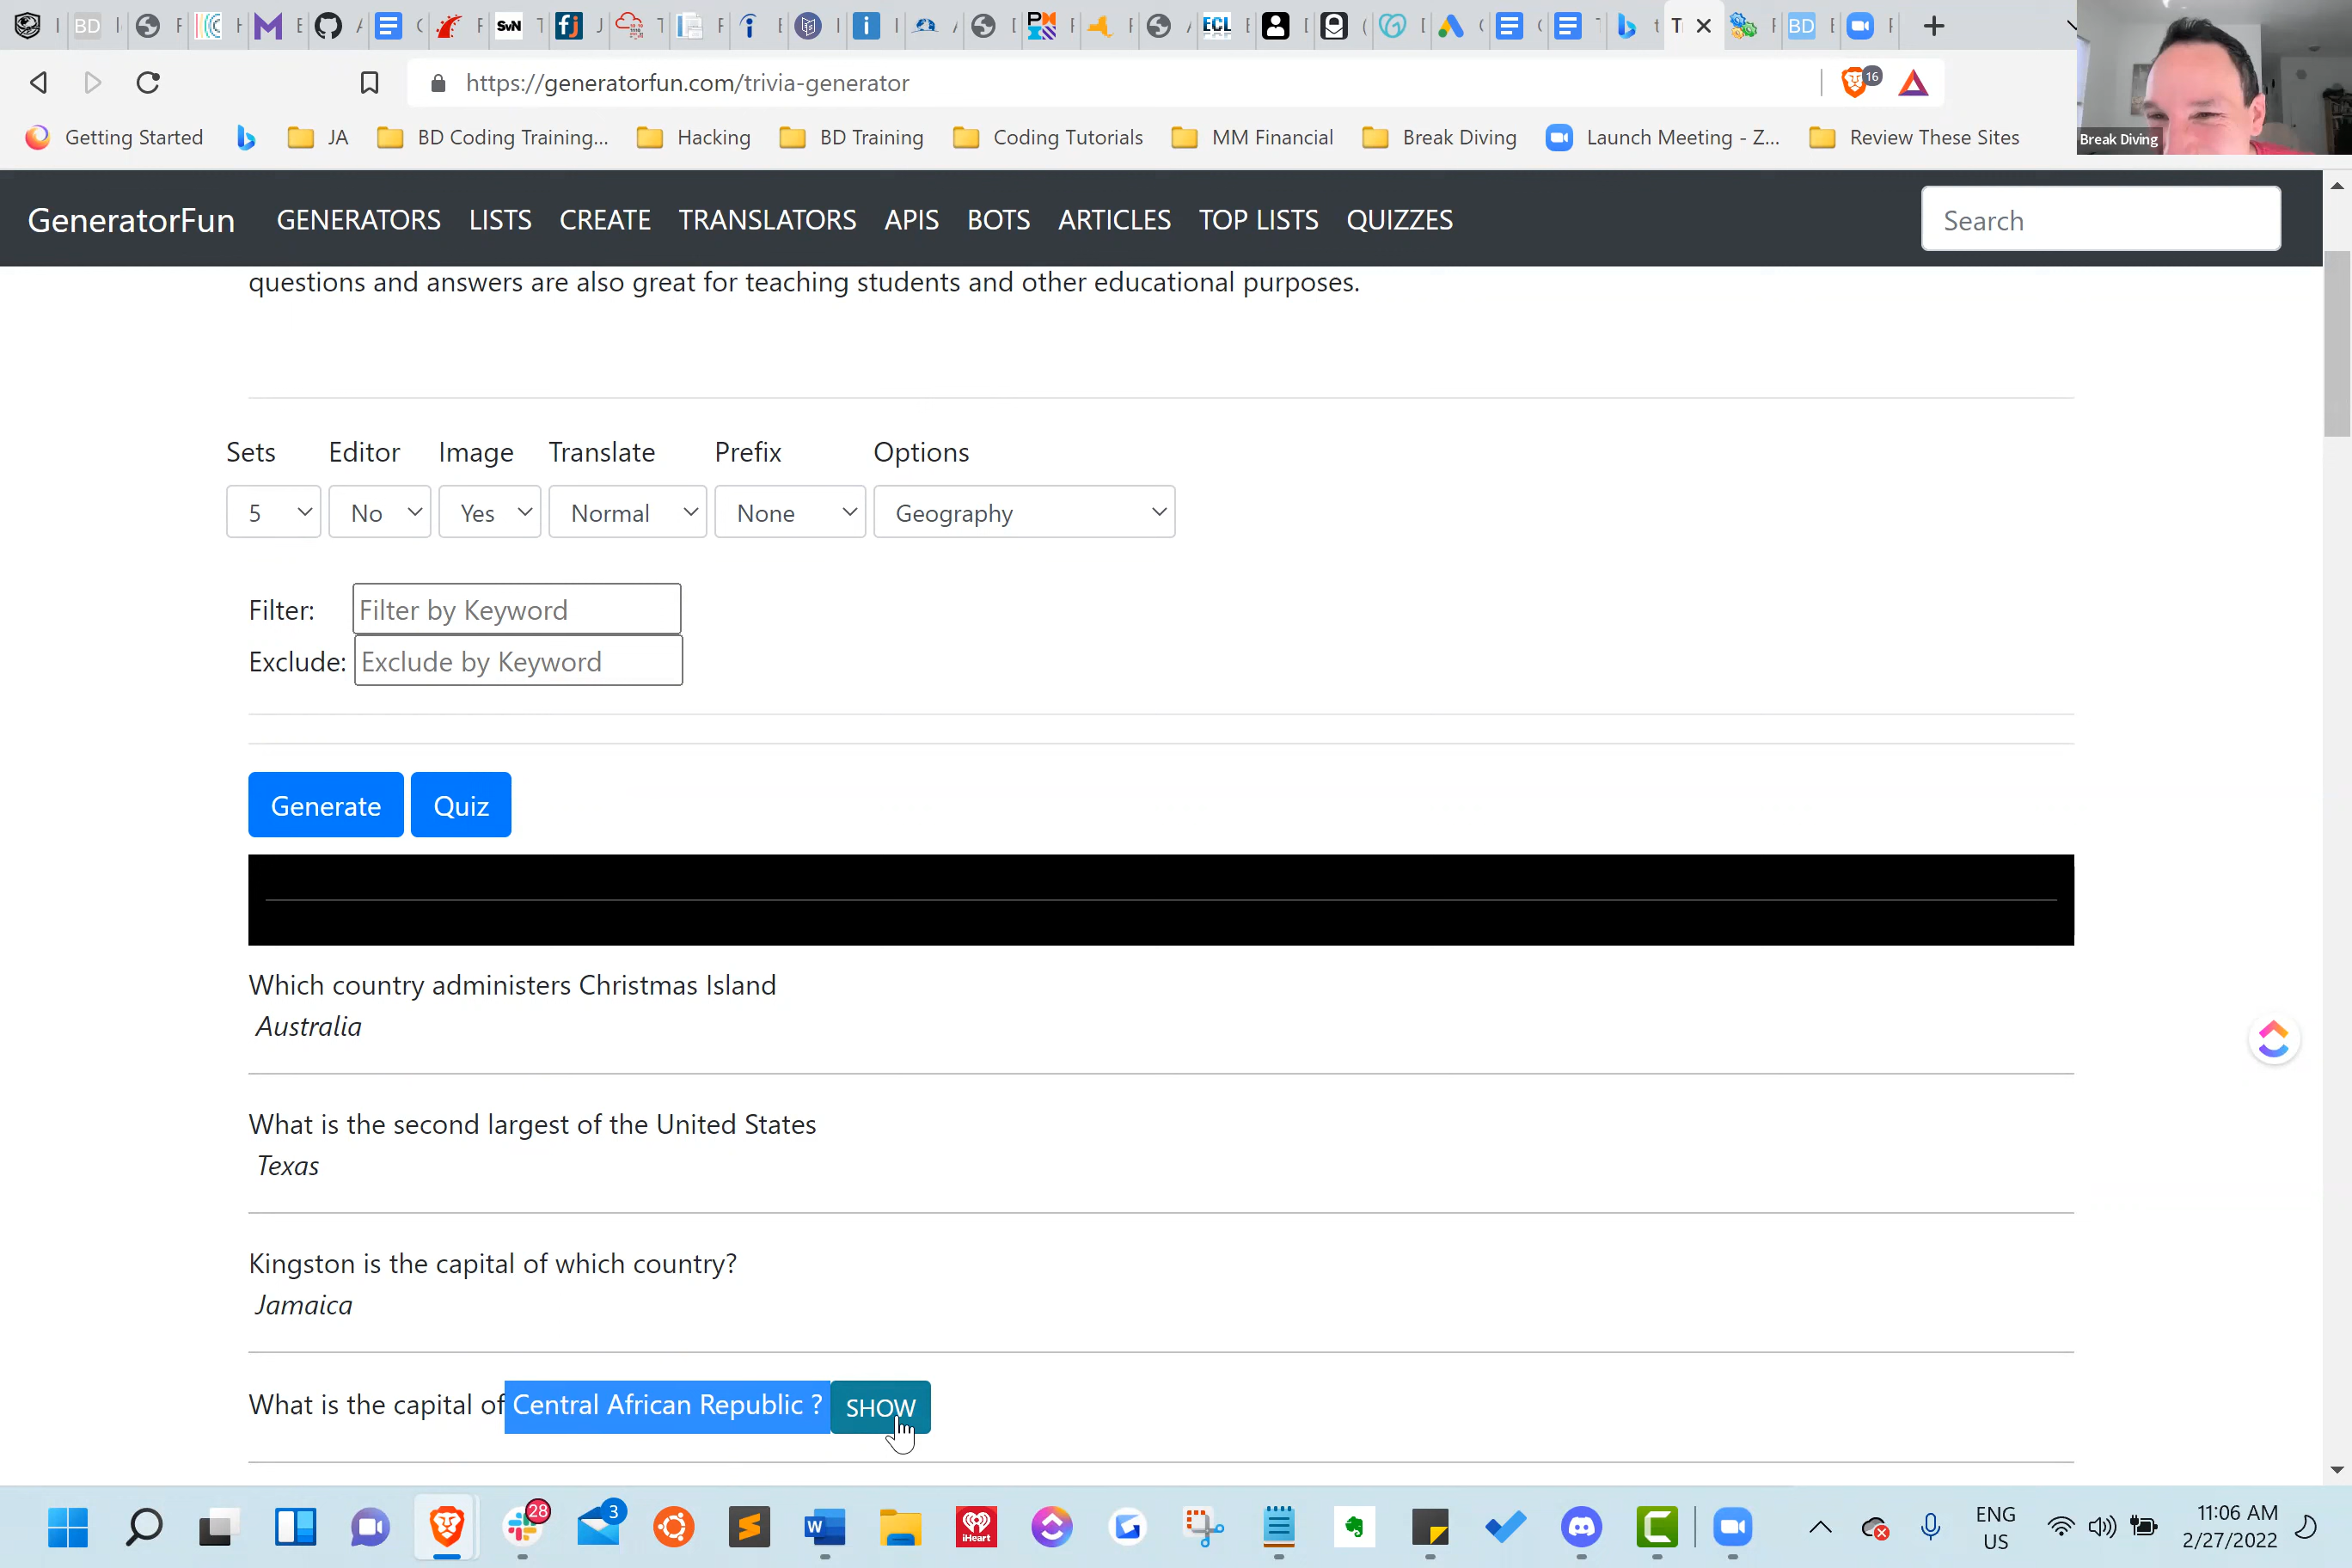 https://generatorfun.com/trivia-generator
16
Break Diving
Getting Started JA BD Coding Training... Hacking BD Training Coding Tutorials MM Financial Break Diving Launch Meeting - Z... Review These Sites
GeneratorFun GENERATORS LISTS CREATE TRANSLATORS APIS BOTS ARTICLES TOP LISTS QUIZZES Search
questions and answers are also great for teaching students and other educational purposes.
Sets Editor Image Translate Prefix Options
5 No Yes Normal None Geography
Filter: Filter by Keyword
Exclude: Exclude by Keyword
Generate Quiz
Which country administers Christmas Island
Australia
What is the second largest of the United States
Texas
Kingston is the capital of which country?
Jamaica
What is the capital of Central African Republic ? SHOW
28 3
iHeart
ENG
US
11:06 AM
2/27/2022